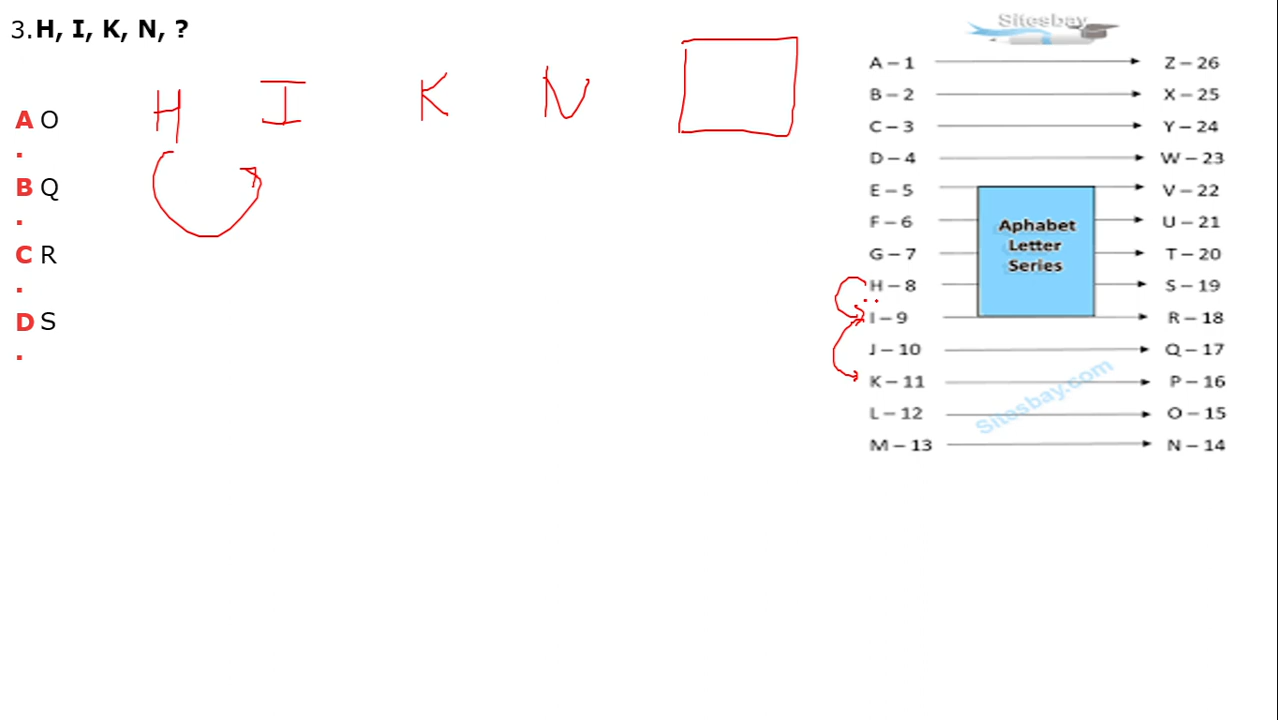 3.H, I, K, N, ?
H I K N
A. O
B. Q
C. R
D. S
Sitesbay
A – 1 Z – 26
B – 2 X – 25
C – 3 Y – 24
D – 4 W – 23
E – 5 V – 22
F – 6 U – 21
G – 7 T – 20
H – 8 S – 19
I – 9 R – 18
J – 10 Q – 17
K – 11 P – 16
L – 12 O – 15
M – 13 N – 14
Aphabet
Letter
Series
Sitesbay.com